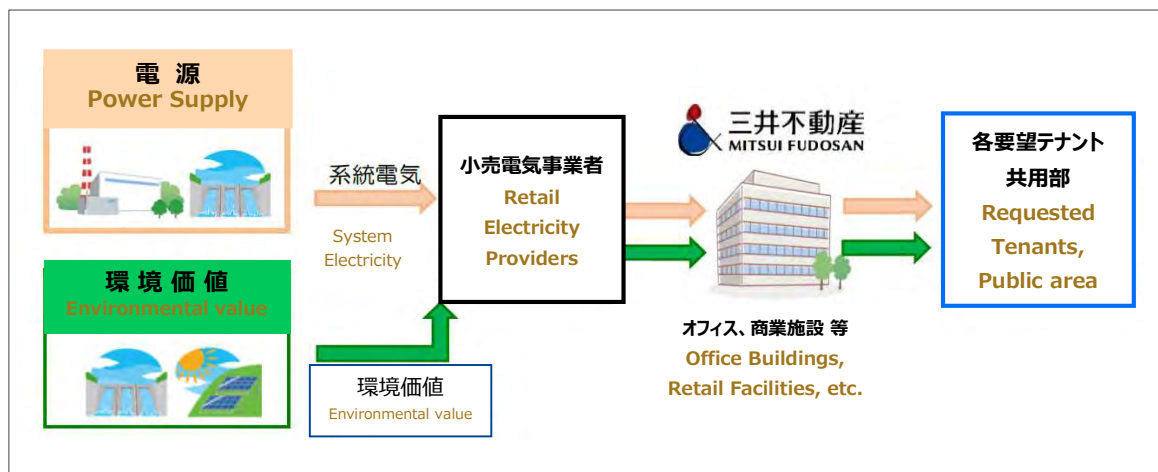 電 源
Power Supply
環 境 価 値
Environmental value
系統電気
System
Electricity
環境価値
Environmental value
小売電気事業者
Retail
Electricity
Providers
三井不動産
MITSUI FUDOSAN
オフィス、商業施設 等
Office Buildings,
Retail Facilities, etc.
各要望テナント
共用部
Requested
Tenants,
Public area